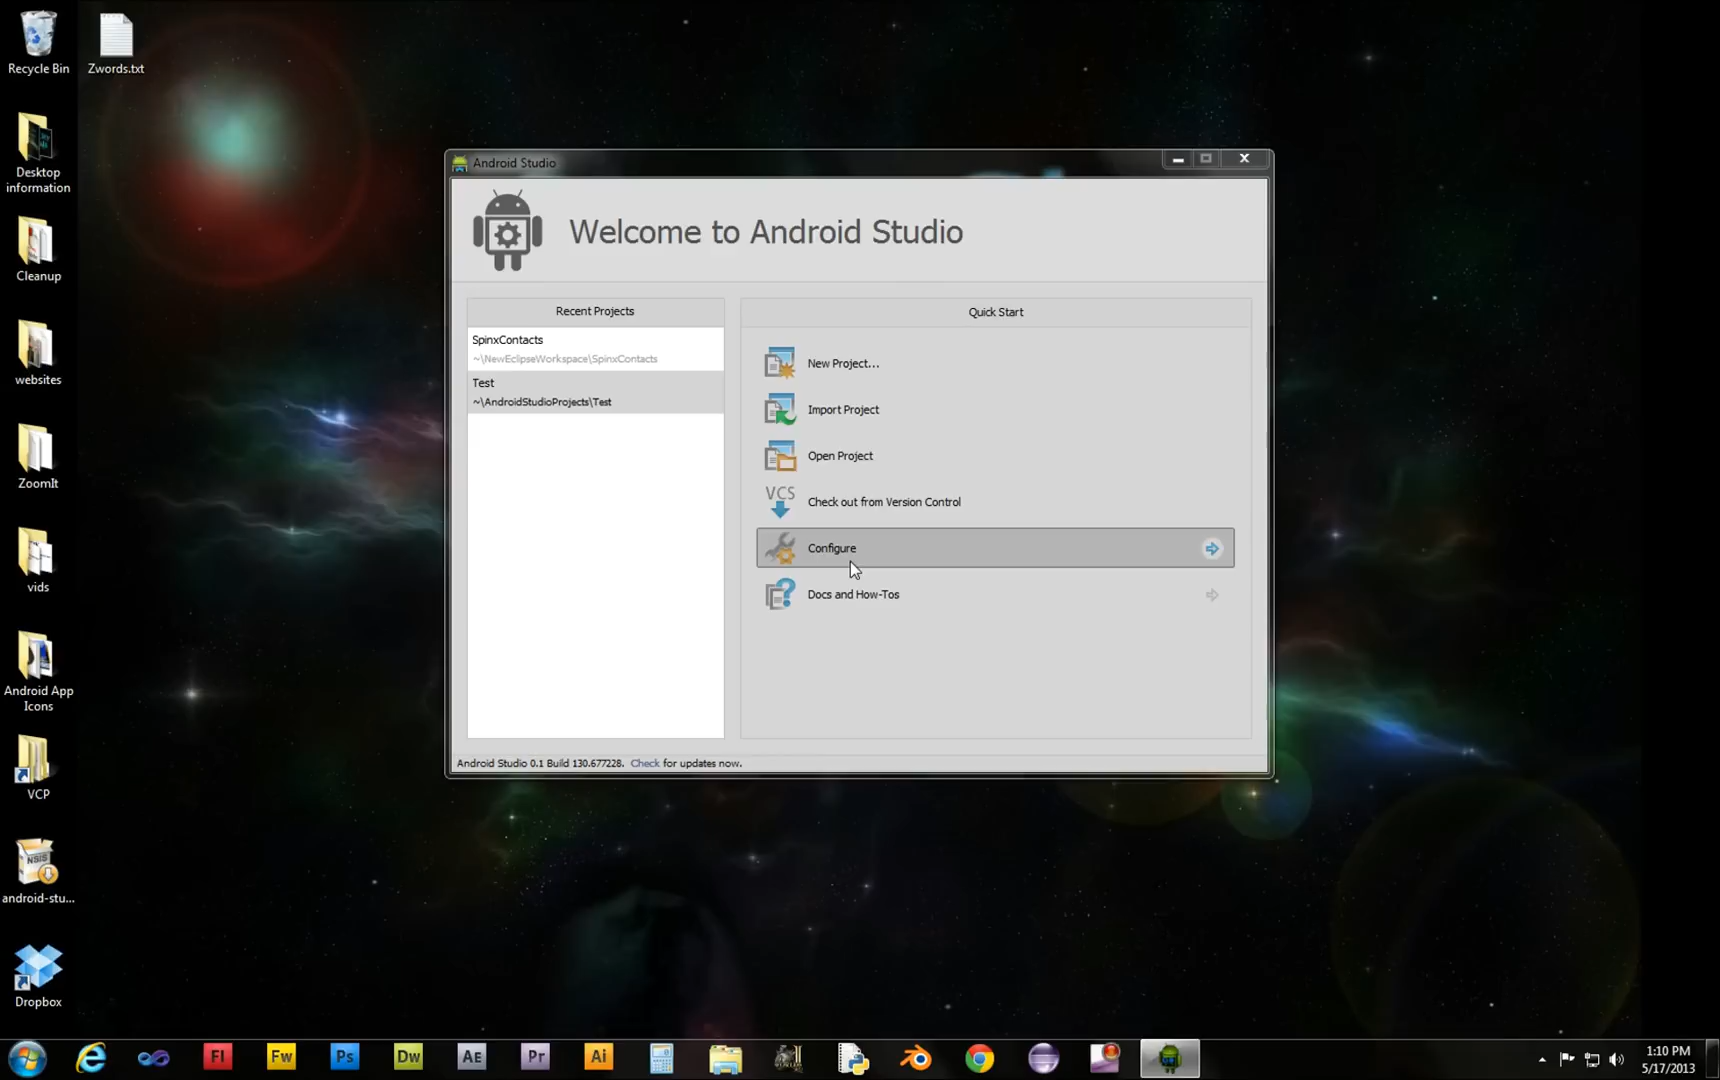 Recycle Bin
Zwords.txt
Desktop
information
Cleanup
websites
ZoomIt
vids
Android App
Icons
VCP
NSIS
android-stu...
Dropbox
Android Studio
Welcome to Android Studio
Recent Projects
SpinxContacts
~\NewEclipseWorkspace\SpinxContacts
Test
~\AndroidStudioProjects\Test
Quick Start
New Project...
Import Project
Open Project
VCS
Check out from Version Control
Configure
Docs and How-Tos
Android Studio 0.1 Build 130.677228. Check for updates now.
Fl
Fw
Ps
Dw
AE
Pr
Ai
1:10 PM
5/17/2013